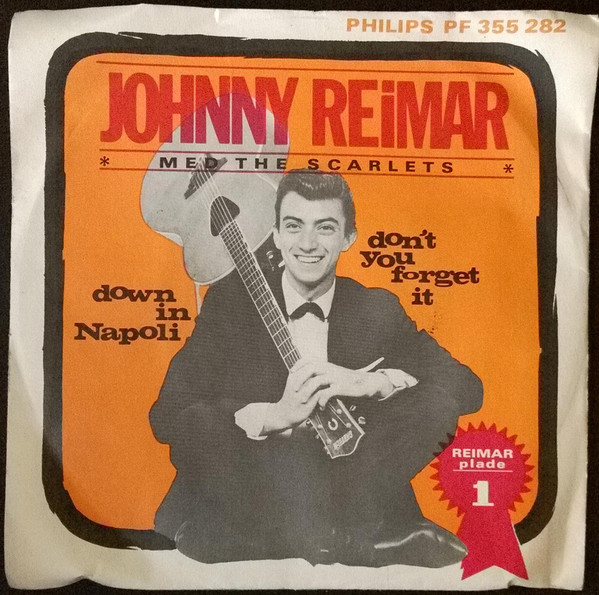 PHILIPS PF 355 282
JOHNNY REiMAR
* MED THE SCARLETS *
don't
you
forget
it
down
in
Napoli
REIMAR
plade
1